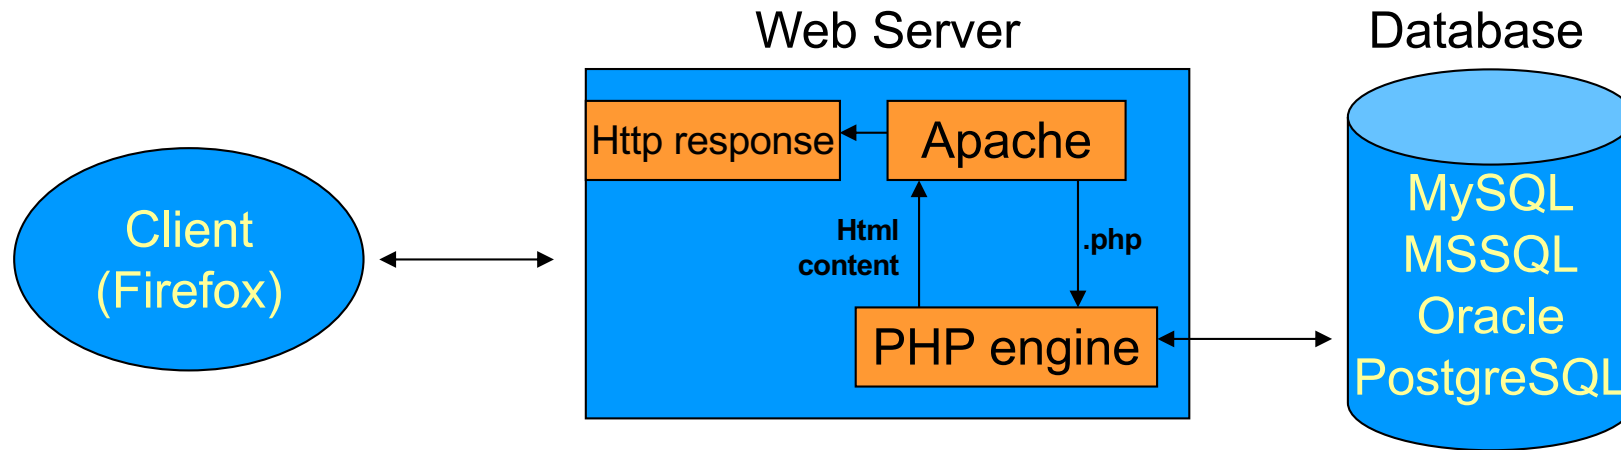 Web Server
Database
Http response
Apache
Client
(Firefox)
Html
content
.php
PHP engine
MySQL
MSSQL
Oracle
PostgreSQL